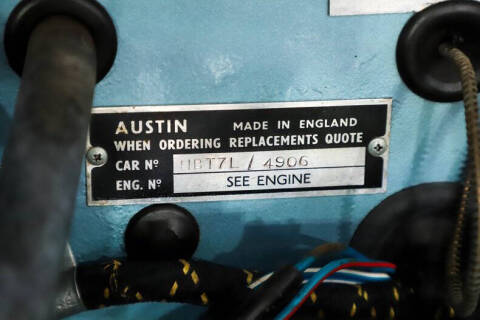 AUSTIN MADE IN ENGLAND
WHEN ORDERING REPLACEMENTS QUOTE
CAR Nº HBT7L / 4906
ENG. Nº SEE ENGINE